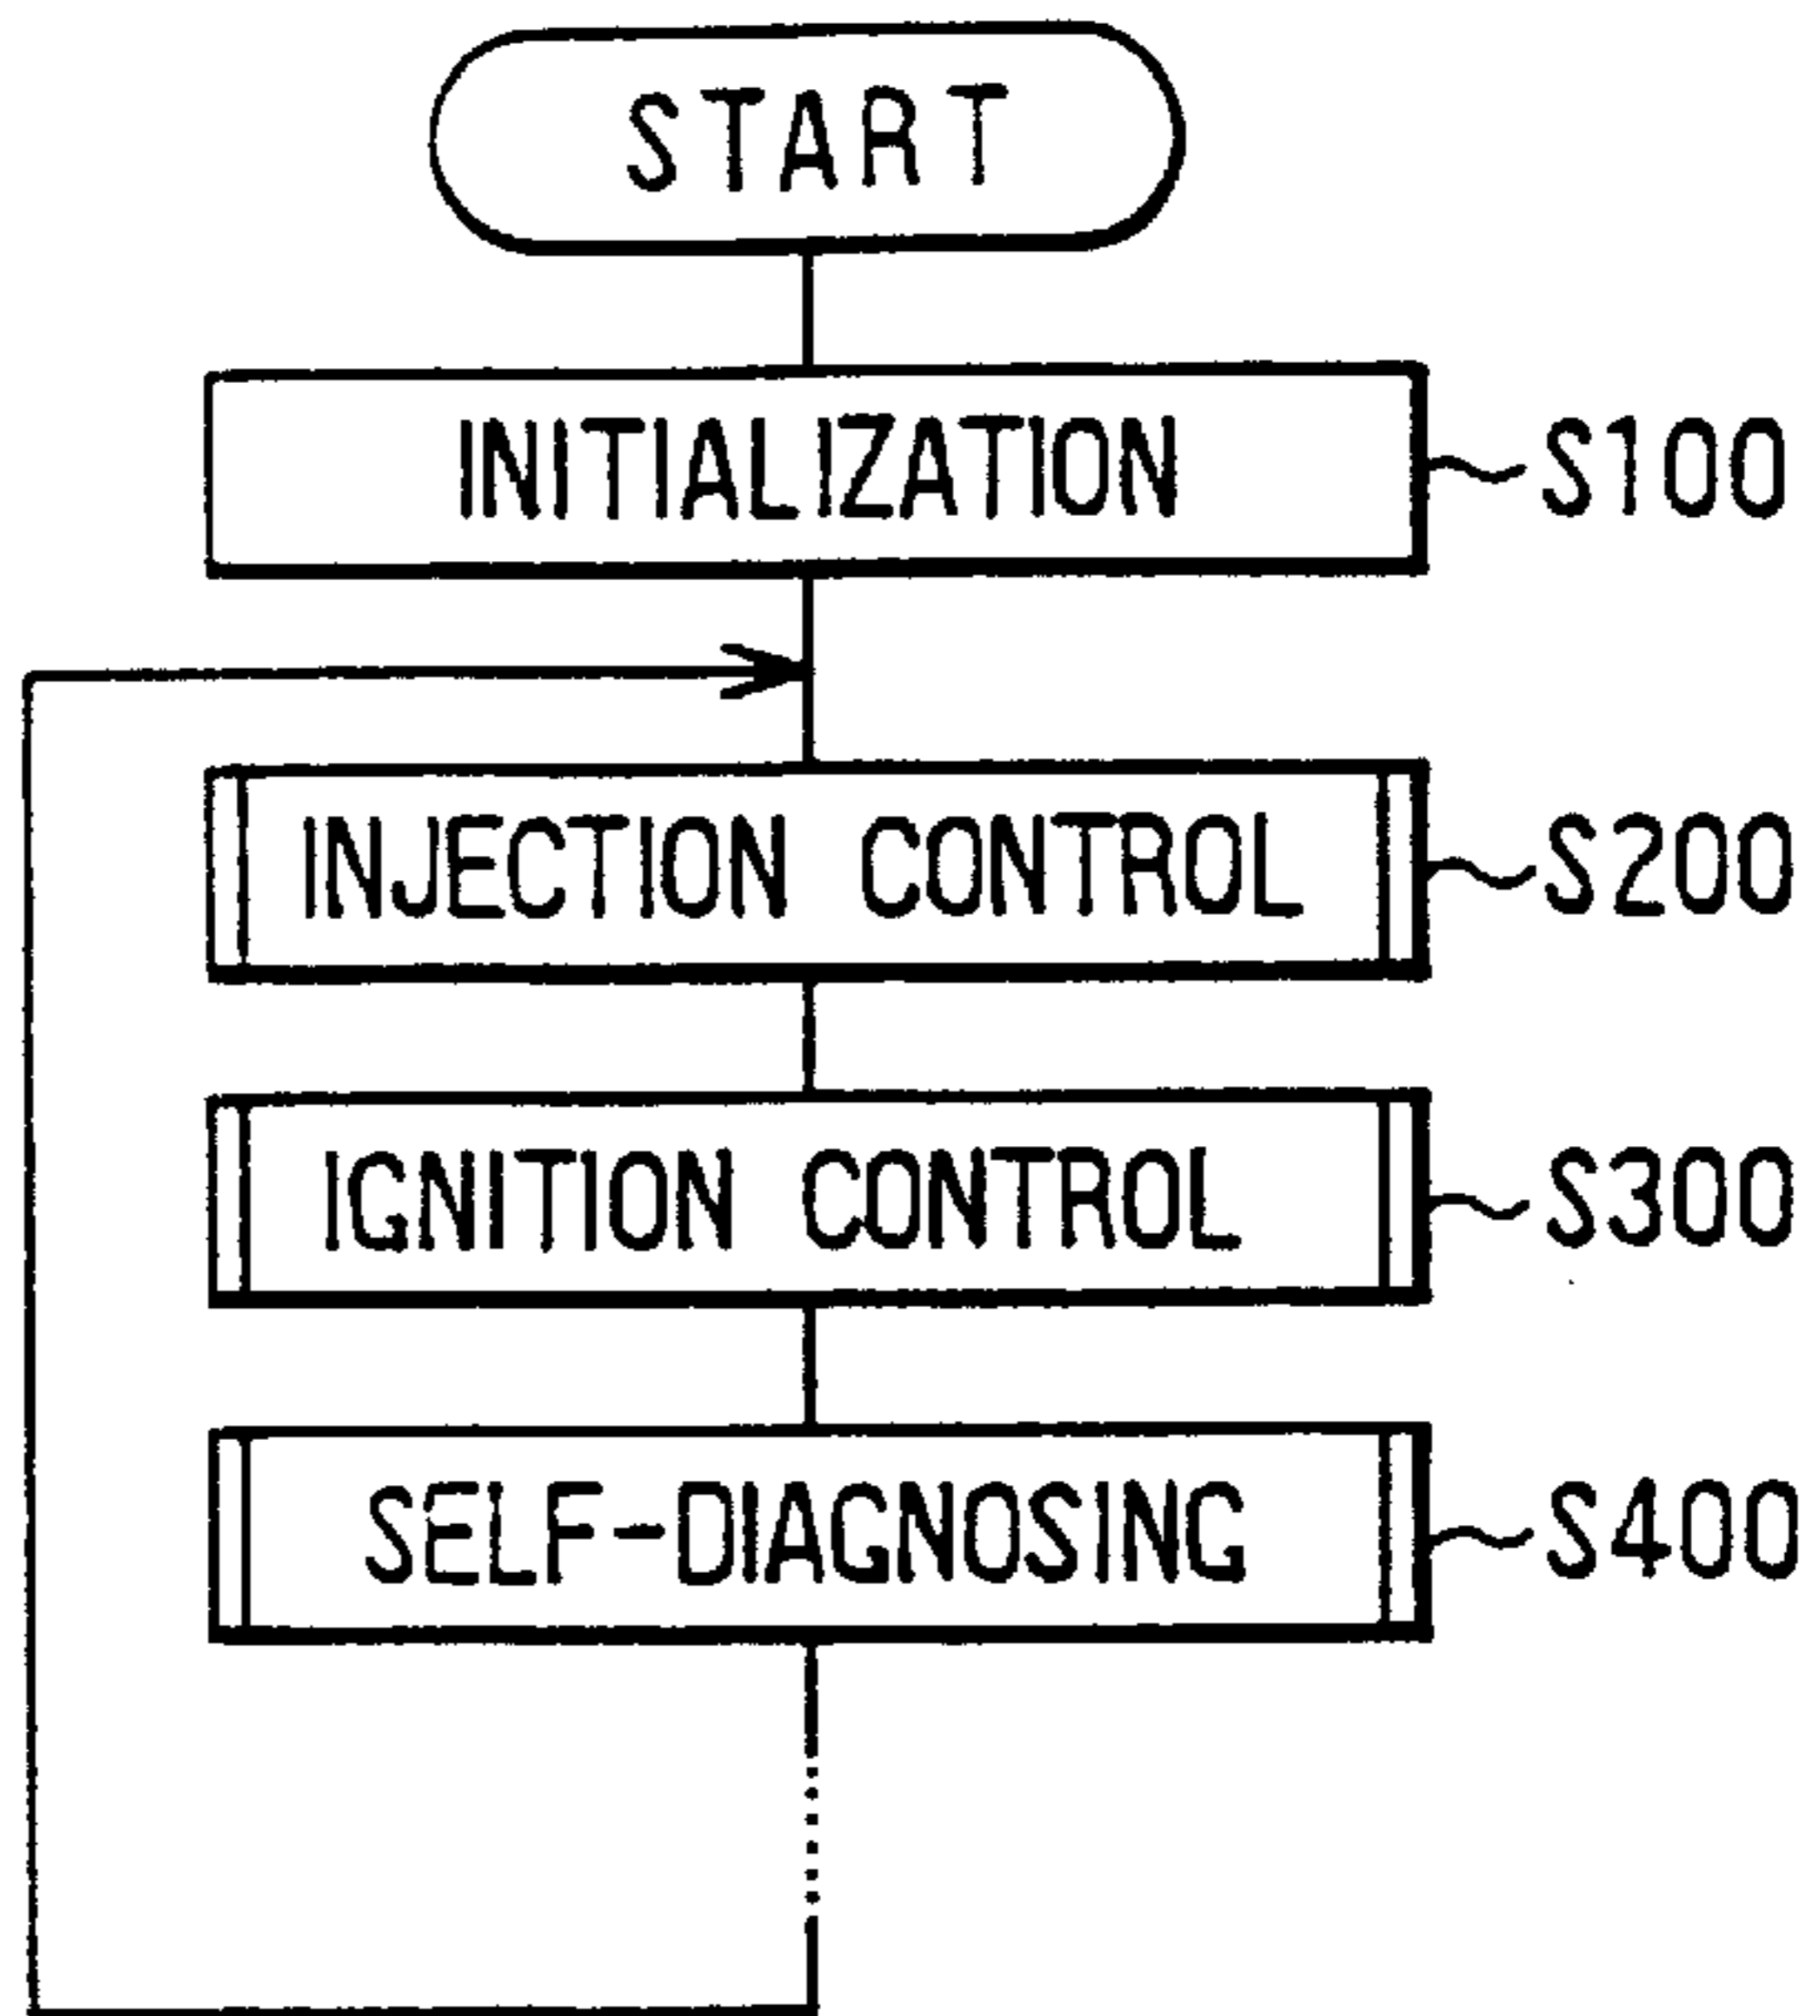 START
INITIALIZATION
S100
INJECTION CONTROL
S200
IGNITION CONTROL
S300
SELF-DIAGNOSING
S400